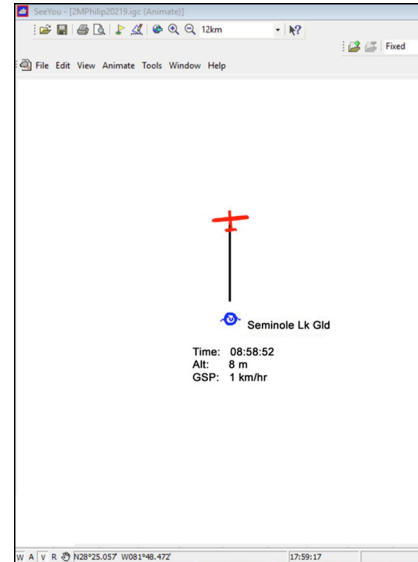 SeeYou - [2MPhilip20219.igc (Animate)]
12km
Fixed
File Edit View Animate Tools Window Help
Seminole Lk Gld
Time: 08:58:52
Alt: 8 m
GSP: 1 km/hr
W A V R N28°25.057' W081°48.472' 17:59:17